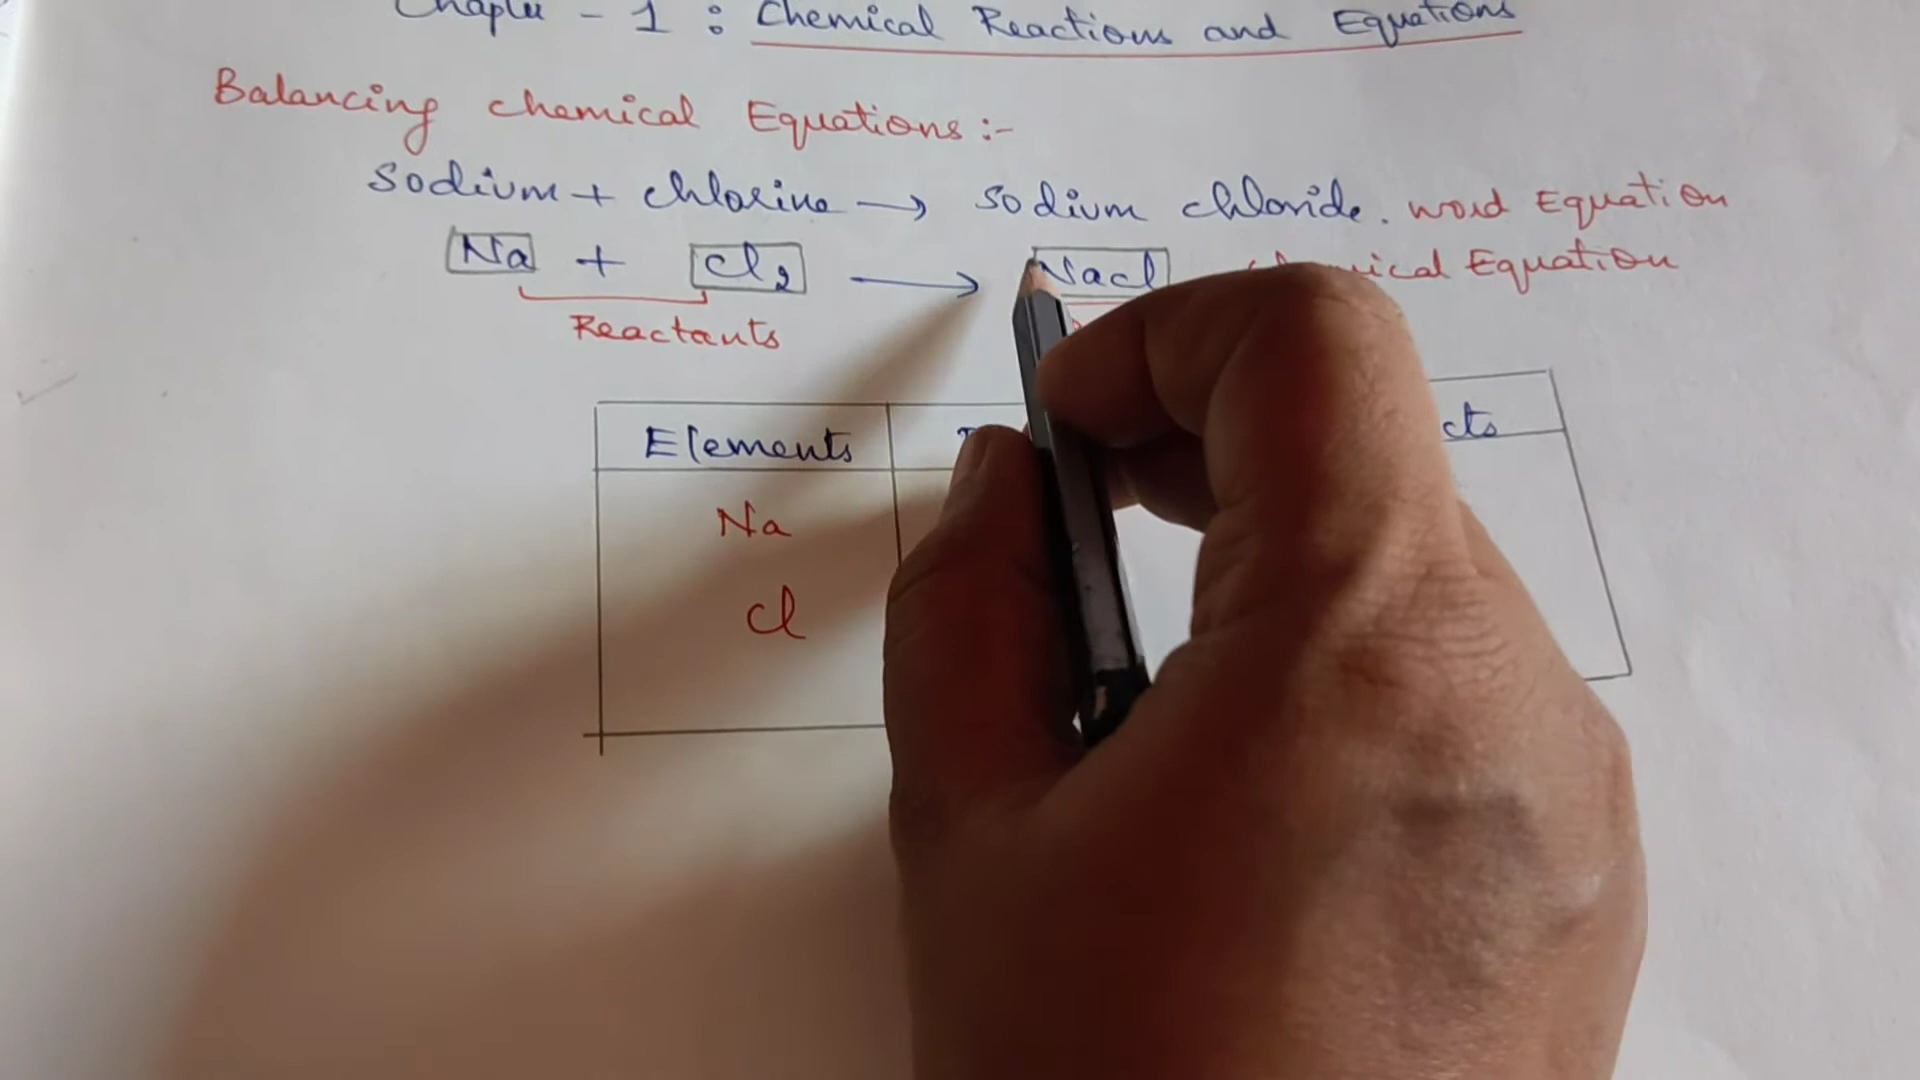 Chapter - 1 : Chemical Reactions and Equations
Balancing chemical Equations :-
Sodium + chlorine → Sodium chloride. word Equation
Na + Cl2 → Nacl Equation
Reactants
Elements
Na
Cl